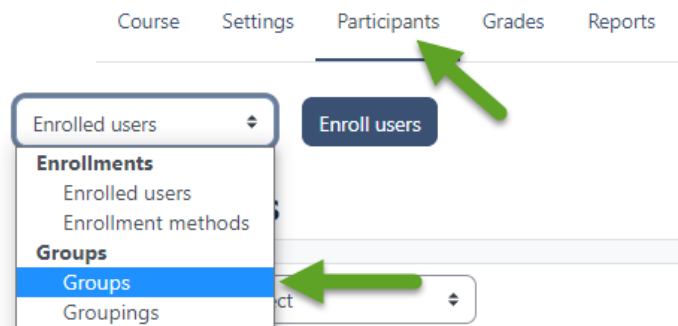 Course Settings Participants Grades Reports
Enrolled users Enroll users
Enrollments
Enrolled users
Enrollment methods
Groups
Groups
Groupings